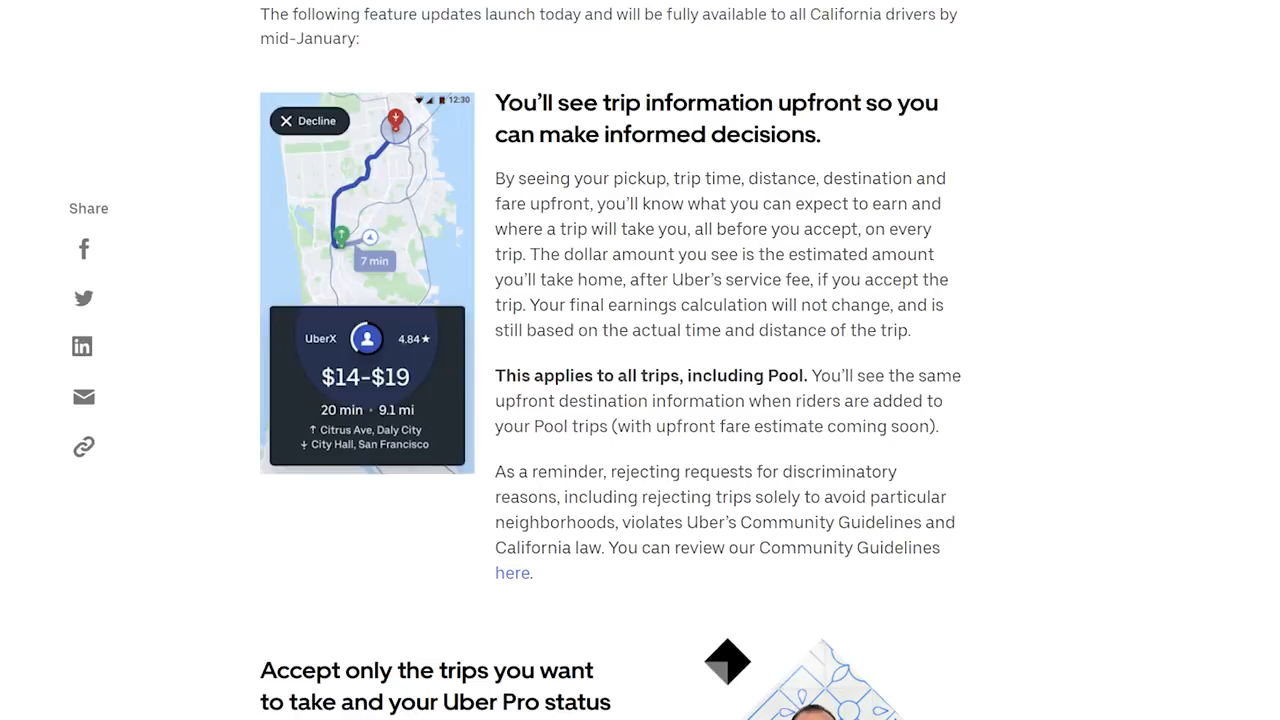 The following feature updates launch today and will be fully available to all California drivers by
mid-January:
12:30
Decline
7 min
UberX
4.84★
$14-$19
20 min · 9.1 mi
↑ Citrus Ave, Daly City
↓ City Hall, San Francisco
Share
You'll see trip information upfront so you
can make informed decisions.
By seeing your pickup, trip time, distance, destination and
fare upfront, you'll know what you can expect to earn and
where a trip will take you, all before you accept, on every
trip. The dollar amount you see is the estimated amount
you'll take home, after Uber's service fee, if you accept the
trip. Your final earnings calculation will not change, and is
still based on the actual time and distance of the trip.
This applies to all trips, including Pool. You'll see the same
upfront destination information when riders are added to
your Pool trips (with upfront fare estimate coming soon).
As a reminder, rejecting requests for discriminatory
reasons, including rejecting trips solely to avoid particular
neighborhoods, violates Uber's Community Guidelines and
California law. You can review our Community Guidelines
here.
Accept only the trips you want
to take and your Uber Pro status